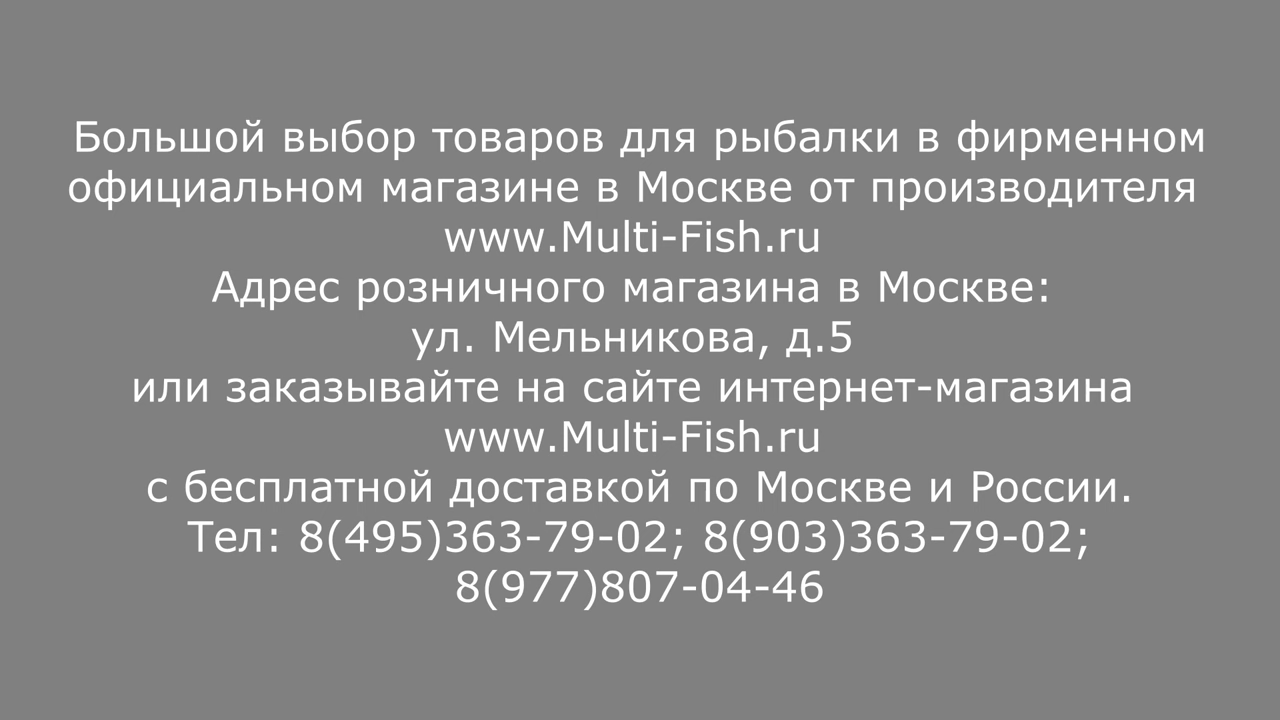 Большой выбор товаров для рыбалки в фирменном
официальном магазине в Москве от производителя
www.Multi-Fish.ru
Адрес розничного магазина в Москве:
ул. Мельникова, д.5
или заказывайте на сайте интернет-магазина
www.Multi-Fish.ru
с бесплатной доставкой по Москве и России.
Тел: 8(495)363-79-02; 8(903)363-79-02;
8(977)807-04-46